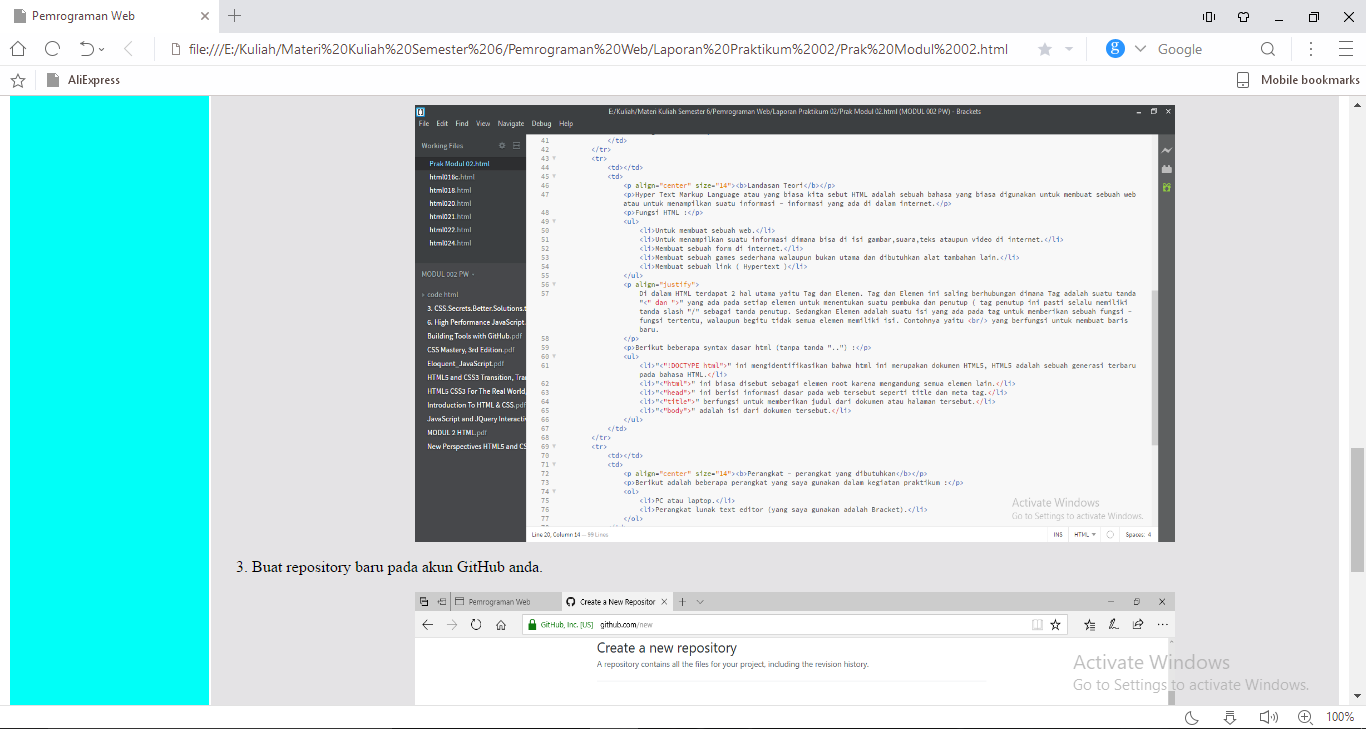 Pemrograman Web
file:///E:/Kuliah/Materi%20Kuliah%20Semester%206/Pemrograman%20Web/Laporan%20Praktikum%2002/Prak%20Modul%2002.html
g
Google
AliExpress
Mobile bookmarks
E:/Kuliah/Materi Kuliah Semester 6/Pemrograman Web/Laporan Praktikum 02/Prak Modul 02.html (MODUL 002 PW) - Brackets
File Edit Find View Navigate Debug Help
Working Files
Prak Modul 02.html
html016c.html
html018.html
html020.html
html021.html
html022.html
html024.html
MODUL 002 PW
code html
3. CSS.Secrets.Better.Solutions.
6. High Performance JavaScript.
Building Tools with GitHub.pdf
CSS Mastery, 3rd Edition.pdf
Eloquent_JavaScript.pdf
HTML5 and CSS3 Transition, Tra
HTML5 CSS3 For The Real World
Introduction To HTML & CSS.pdf
JavaScript and JQuery Interacti
MODUL 2 HTML.pdf
New Perspectives HTML5 and CS
41 </td>
42 </tr>
43 <tr>
44 <td></td>
45 <td>
46 <p align="center" size="14"><b>Landasan Teori</b></p>
47 <p>Hyper Text Markup Language atau yang biasa kita sebut HTML adalah sebuah bahasa yang biasa digunakan untuk membuat sebuah web
atau untuk menampilkan suatu informasi - informasi yang ada di dalam internet.</p>
48 <p>Fungsi HTML :</p>
49 <ul>
50 <li>Untuk membuat sebuah web.</li>
51 <li>Untuk menampilkan suatu informasi dimana bisa di isi gambar,suara,teks ataupun video di internet.</li>
52 <li>Membuat sebuah form di internet.</li>
53 <li>Membuat sebuah games sederhana walaupun bukan utama dan dibutuhkan alat tambahan lain.</li>
54 <li>Membuat sebuah link ( Hypertext )</li>
55 </ul>
56 <p align="justify">
57 Di dalam HTML terdapat 2 hal utama yaitu Tag dan Elemen. Tag dan Elemen ini saling berhubungan dimana Tag adalah suatu tanda
"<" dan ">" yang ada pada setiap elemen untuk menentukan suatu pembuka dan penutup ( tag penutup ini pasti selalu memiliki
tanda slash "/" sebagai tanda penutup. Sedangkan Elemen adalah suatu isi yang ada pada tag untuk memberikan sebuah fungsi -
fungsi tertentu, walaupun begitu tidak semua elemen memiliki isi. Contohnya yaitu <br/> yang berfungsi untuk membuat baris
baru.
58 </p>
59 <p>Berikut beberapa syntax dasar html (tanpa tanda "..") :</p>
60 <ul>
61 <li>"<"!DOCTYPE html">" ini mengidentifikasikan bahwa html ini merupakan dokumen HTML5, HTML5 adalah sebuah generasi terbaru
pada bahasa HTML.</li>
62 <li>"<"html">" ini biasa disebut sebagai elemen root karena mengandung semua elemen lain.</li>
63 <li>"<"head">" ini berisi informasi dasar pada web tersebut seperti title dan meta tag.</li>
64 <li>"<"title">" berfungsi untuk memberikan judul dari dokumen atau halaman tersebut.</li>
65 <li>"<"body">" adalah isi dari dokumen tersebut.</li>
66 </ul>
67 </td>
68 </tr>
69 <tr>
70 <td></td>
71 <td>
72 <p align="center" size="14"><b>Perangkat - perangkat yang dibutuhkan</b></p>
73 <p>Berikut adalah beberapa perangkat yang saya gunakan dalam kegiatan praktikum :</p>
74 <ol>
75 <li>PC atau laptop.</li>
76 <li>Perangkat lunak text editor (yang saya gunakan adalah Bracket).</li>
77 </ol>
Activate Windows
Go to Settings to activate Windows.
Line 20, Column 14 — 99 Lines
INS HTML Spaces: 4
3. Buat repository baru pada akun GitHub anda.
Pemrograman Web
Create a New Repositor
GitHub, Inc. [US] github.com/new
Create a new repository
A repository contains all the files for your project, including the revision history.
Activate Windows
Go to Settings to activate Windows.
100%